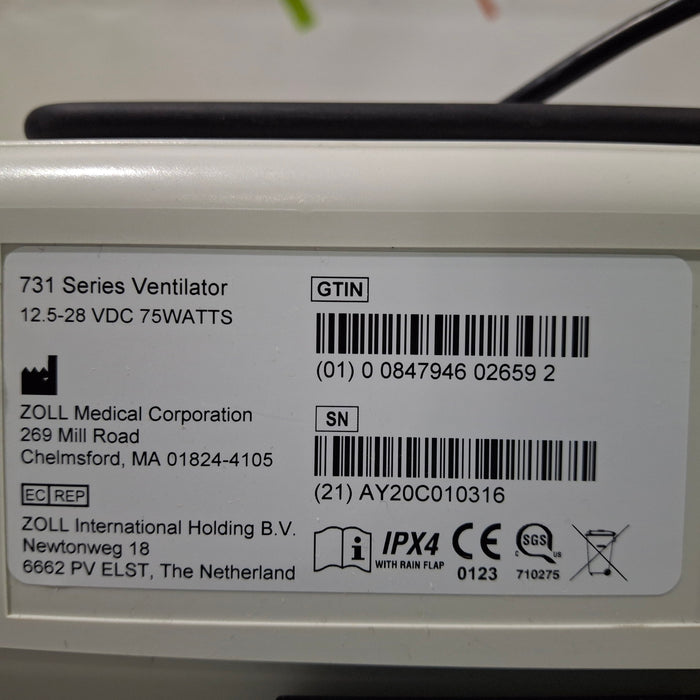 731 Series Ventilator
12.5-28 VDC 75WATTS
ZOLL Medical Corporation
269 Mill Road
Chelmsford, MA 01824-4105
EC REP
ZOLL International Holding B.V.
Newtonweg 18
6662 PV ELST, The Netherland
GTIN
(01) 0 0847946 02659 2
SN
(21) AY20C010316
i
IPX4
WITH RAIN FLAP
CE
0123
SGS
C US
710275